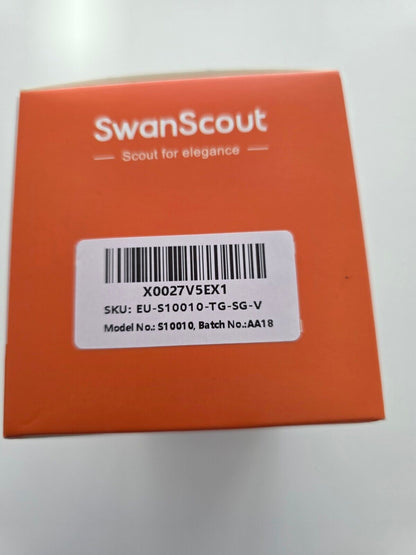 SwanScout
Scout for elegance
X0027V5EX1
SKU: EU-S10010-TG-SG-V
Model No.: S10010, Batch No.:AA18